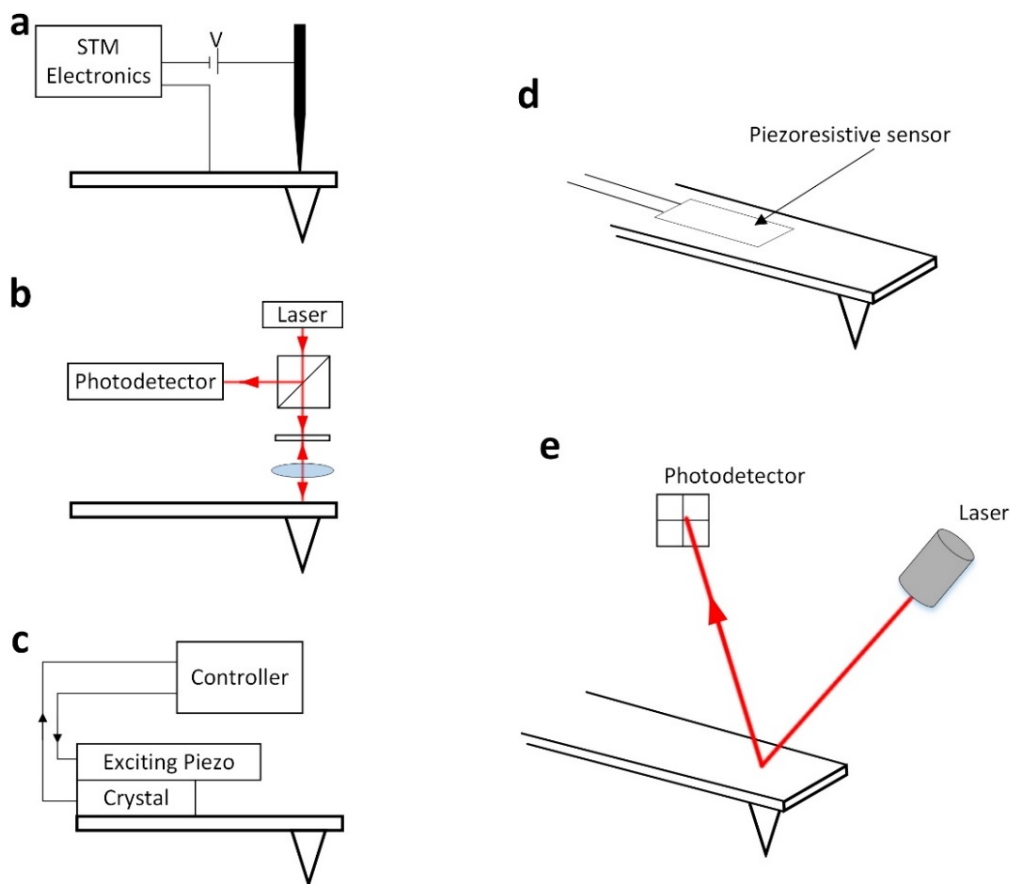 a
STM
Electronics
V
b
Laser
Photodetector
c
Controller
Exciting Piezo
Crystal
d
Piezoresistive sensor
e
Photodetector
Laser